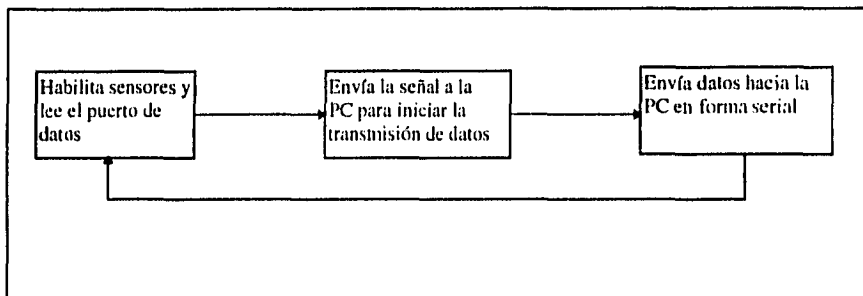 Habilita sensores y
lee el puerto de
datos
Envía la señal a la
PC para iniciar la
transmisión de datos
Envía datos hacia la
PC en forma serial